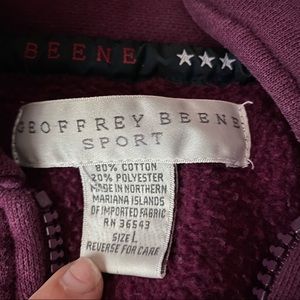 BEENE
GEOFFREY BEENE
SPORT
80% COTTON
20% POLYESTER
MADE IN NORTHERN
MARIANA ISLANDS
OF IMPORTED FABRIC
RN 36543
SIZE L
REVERSE FOR CARE